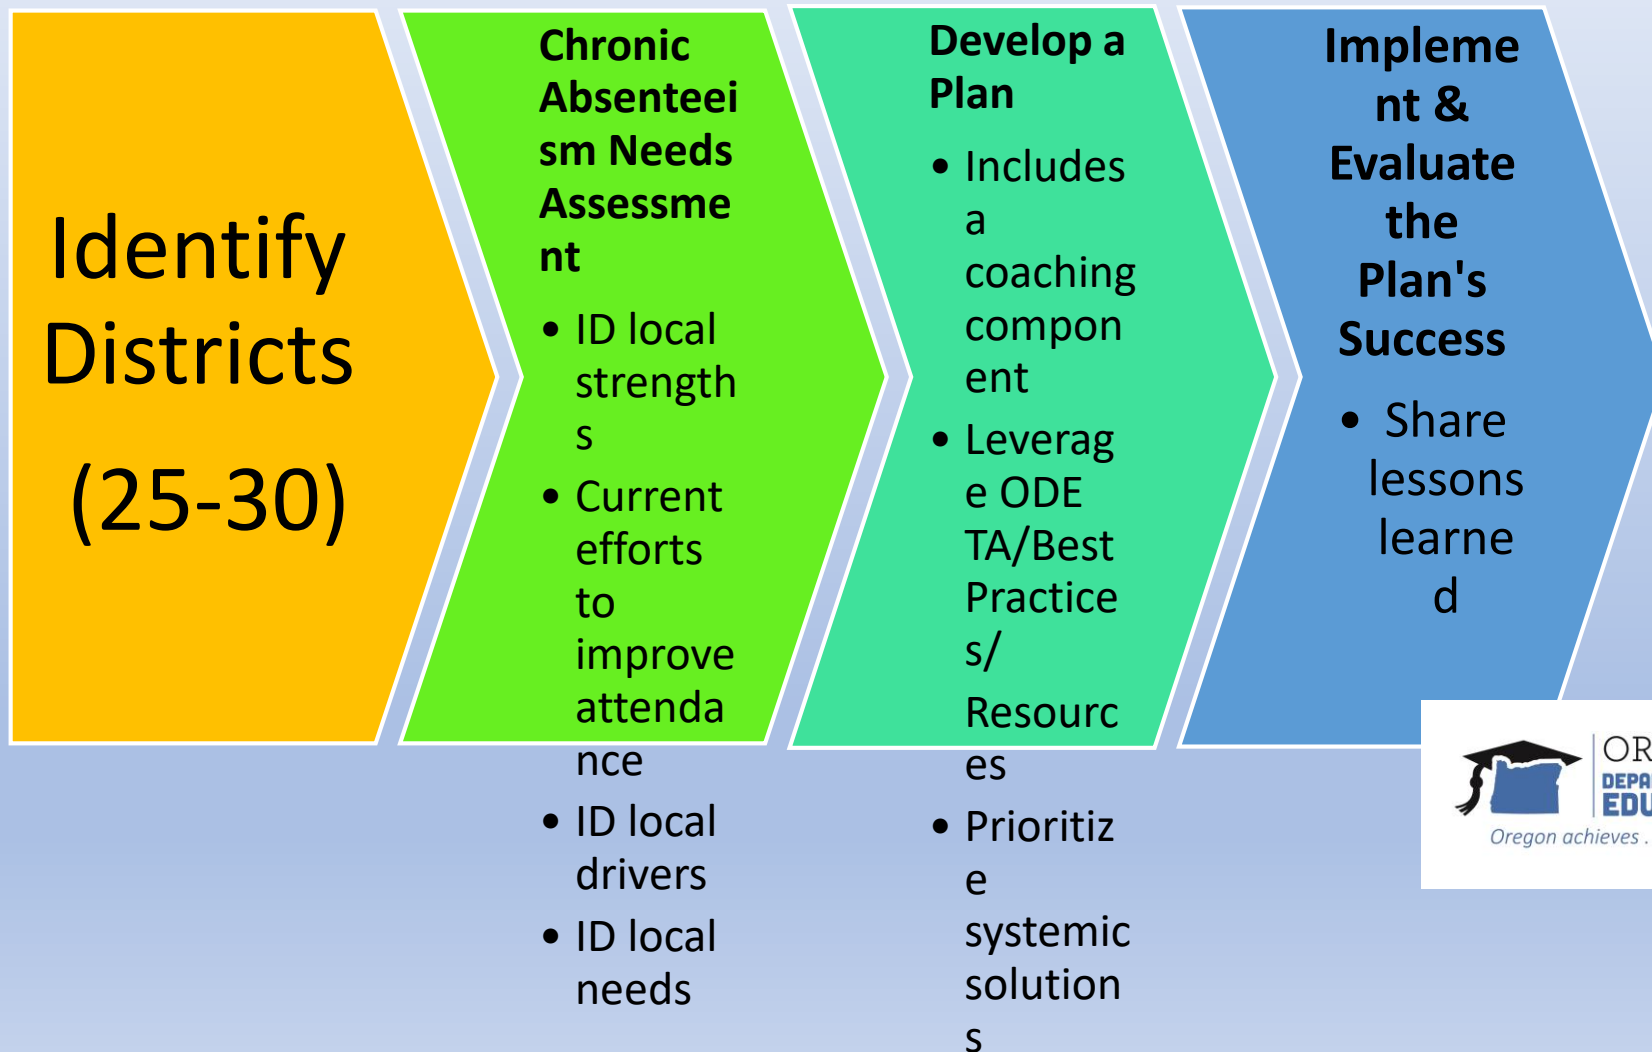 Identify
Districts
(25-30)
Chronic
Absenteei
sm Needs
Assessme
nt
• ID local
strength
s
• Current
efforts
to
improve
attenda
nce
• ID local
drivers
• ID local
needs
Develop a
Plan
• Includes
a
coaching
compon
ent
• Leverag
e ODE
TA/Best
Practice
s/
Resourc
es
• Prioritiz
e
systemic
solution
s
Impleme
nt &
Evaluate
the
Plan's
Success
• Share
lessons
learne
d
Oregon achieves .